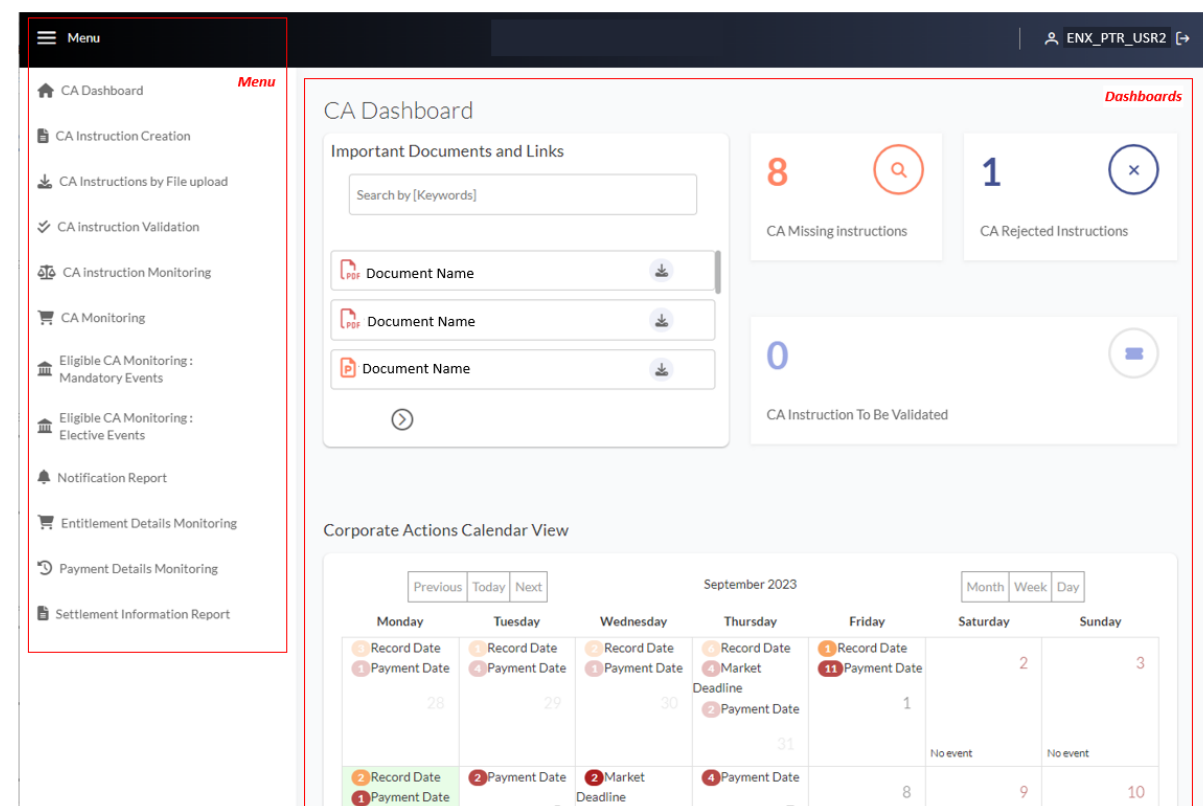 Menu
ENX_PTR_USR2
Menu
CA Dashboard
CA Instruction Creation
CA Instructions by File upload
CA instruction Validation
CA instruction Monitoring
CA Monitoring
Eligible CA Monitoring :
Mandatory Events
Eligible CA Monitoring :
Elective Events
Notification Report
Entitlement Details Monitoring
Payment Details Monitoring
Settlement Information Report
Dashboards
CA Dashboard
Important Documents and Links
Search by [Keywords]
PDF Document Name
PDF Document Name
P Document Name
8
CA Missing instructions
1
CA Rejected Instructions
0
CA Instruction To Be Validated
Corporate Actions Calendar View
Previous Today Next
September 2023
Month Week Day
Monday Tuesday Wednesday Thursday Friday Saturday Sunday
3 Record Date
1 Payment Date
28
1 Record Date
4 Payment Date
29
2 Record Date
1 Payment Date
30
6 Record Date
4 Market
Deadline
2 Payment Date
31
1 Record Date
11 Payment Date
1
2
No event
3
No event
2 Record Date
1 Payment Date
2 Payment Date
2 Market
Deadline
4 Payment Date
8
9
10